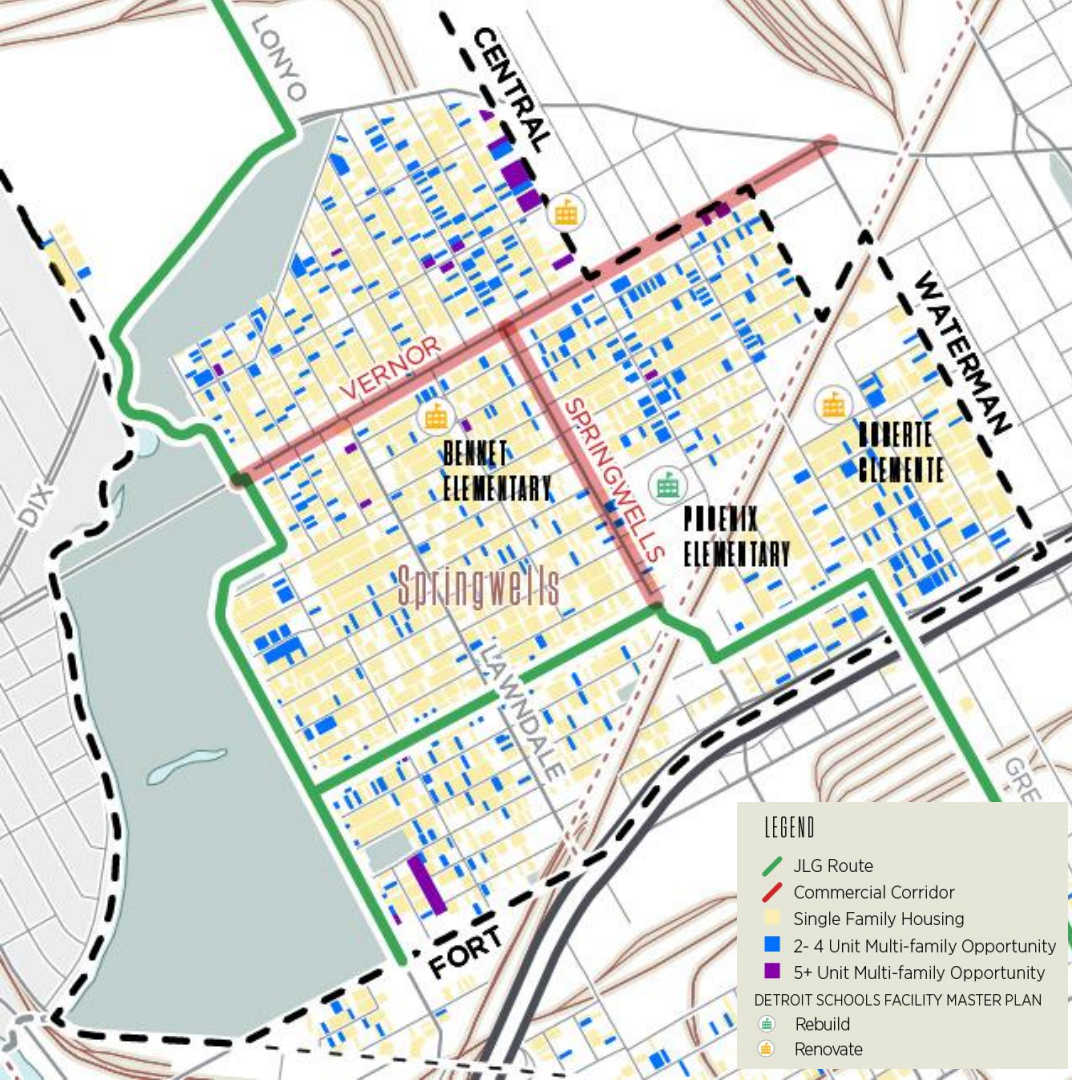 LONYO
CENTRAL
WATERMAN
VERNOR
SPRINGWELLS
DIX
BENNET
ELEMENTARY
ROBERTE
CLEMENTE
PHOENIX
ELEMENTARY
Springwells
LAWNDALE
GRE
FORT
LEGEND
JLG Route
Commercial Corridor
Single Family Housing
2- 4 Unit Multi-family Opportunity
5+ Unit Multi-family Opportunity
DETROIT SCHOOLS FACILITY MASTER PLAN
Rebuild
Renovate